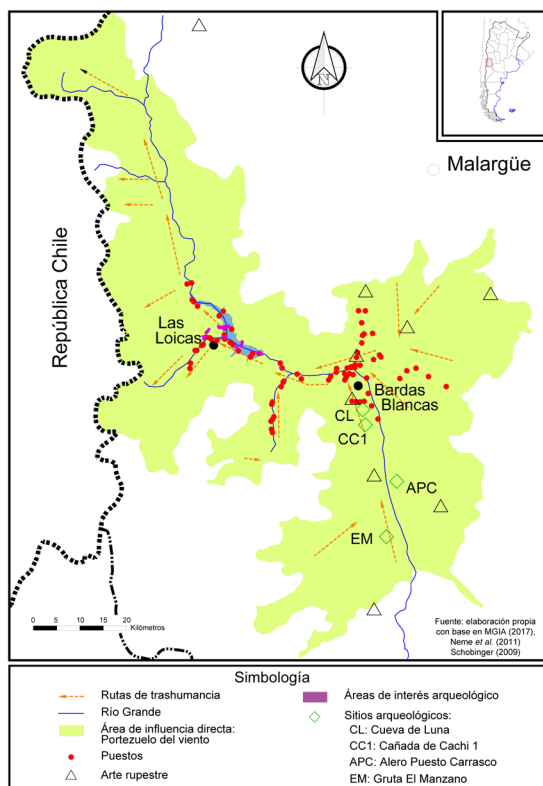 República Chile
Malargüe
Las
Loicas
Bardas
Blancas
CL
CC1
APC
EM
N
0 5 10 15 20
Kilómetros
Fuente: elaboración propia
con base en MGIA (2017),
Neme et al. (2011)
Schobinger (2009)
Simbología
Rutas de trashumancia
Río Grande
Área de influencia directa:
Portezuelo del viento
Puestos
Arte rupestre
Áreas de interés arqueológico
Sitios arqueológicos:
CL: Cueva de Luna
CC1: Cañada de Cachi 1
APC: Alero Puesto Carrasco
EM: Gruta El Manzano